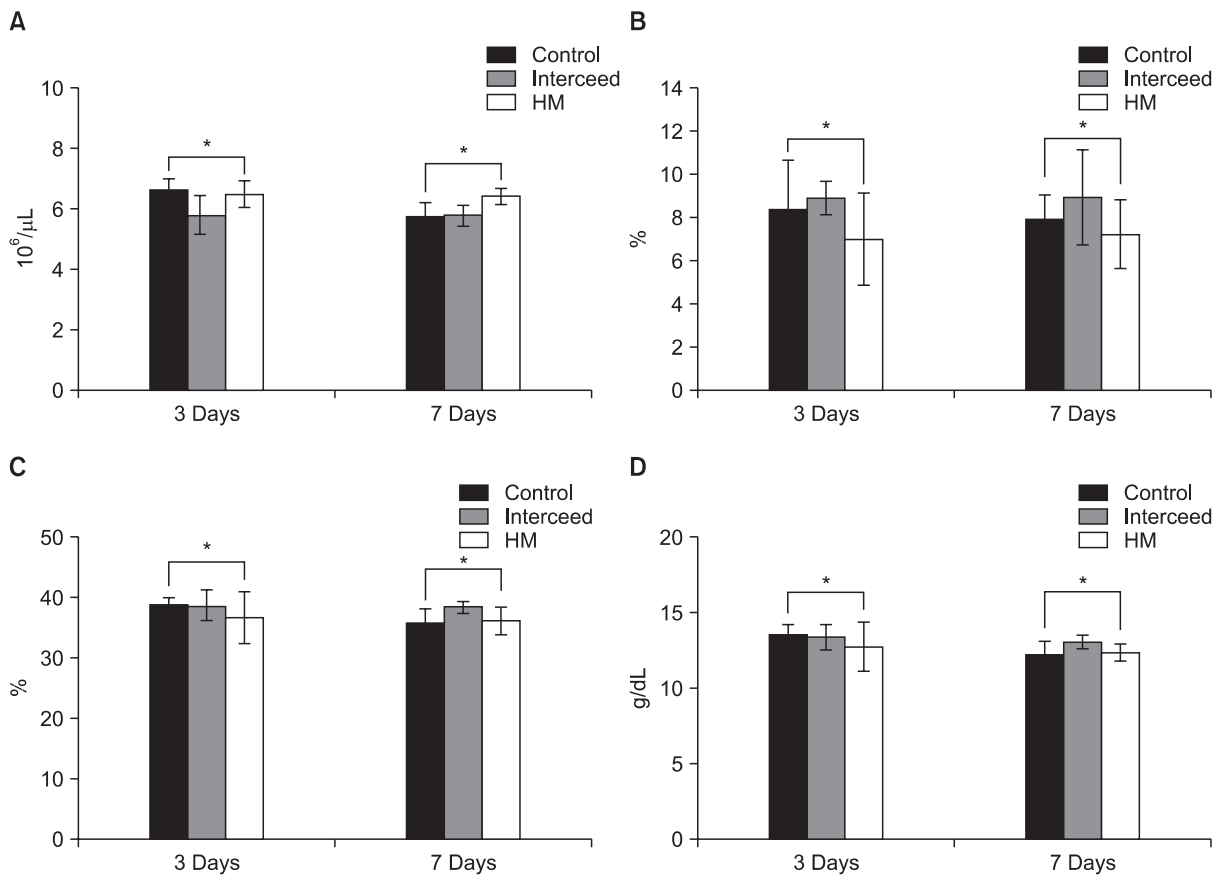 A
Control
Interceed
HM
10
8
6
4
2
0
10⁶/μL
*
*
3 Days
7 Days
B
Control
Interceed
HM
14
12
10
8
6
4
2
0
%
*
*
3 Days
7 Days
C
Control
Interceed
HM
50
40
30
20
10
0
%
*
*
3 Days
7 Days
D
Control
Interceed
HM
20
15
10
5
0
g/dL
*
*
3 Days
7 Days